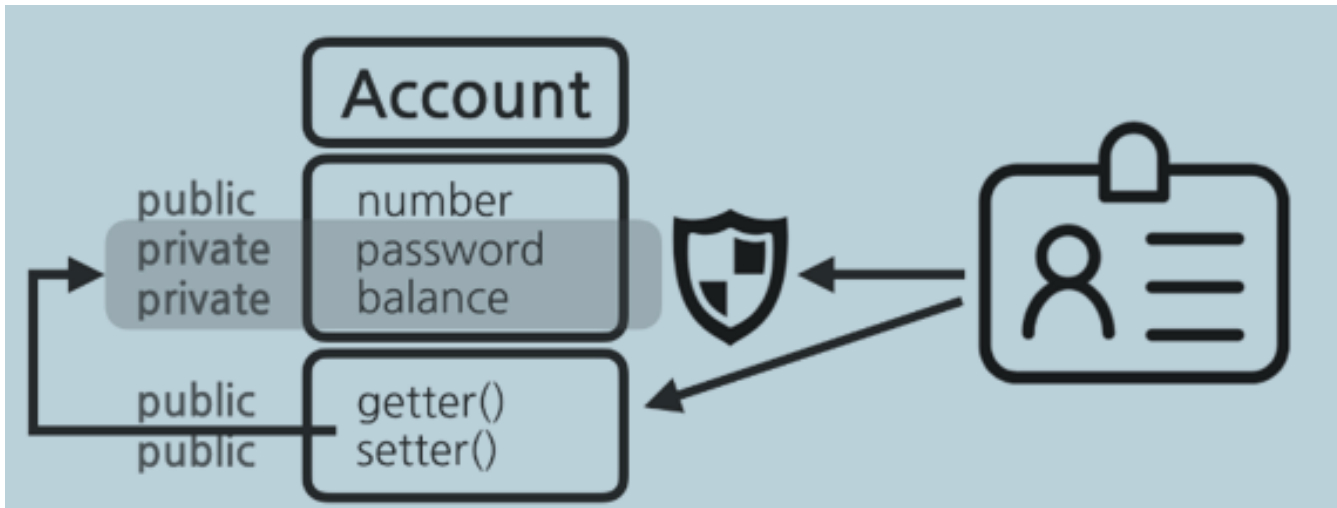 Account
public number
private password
private balance
public getter()
public setter()